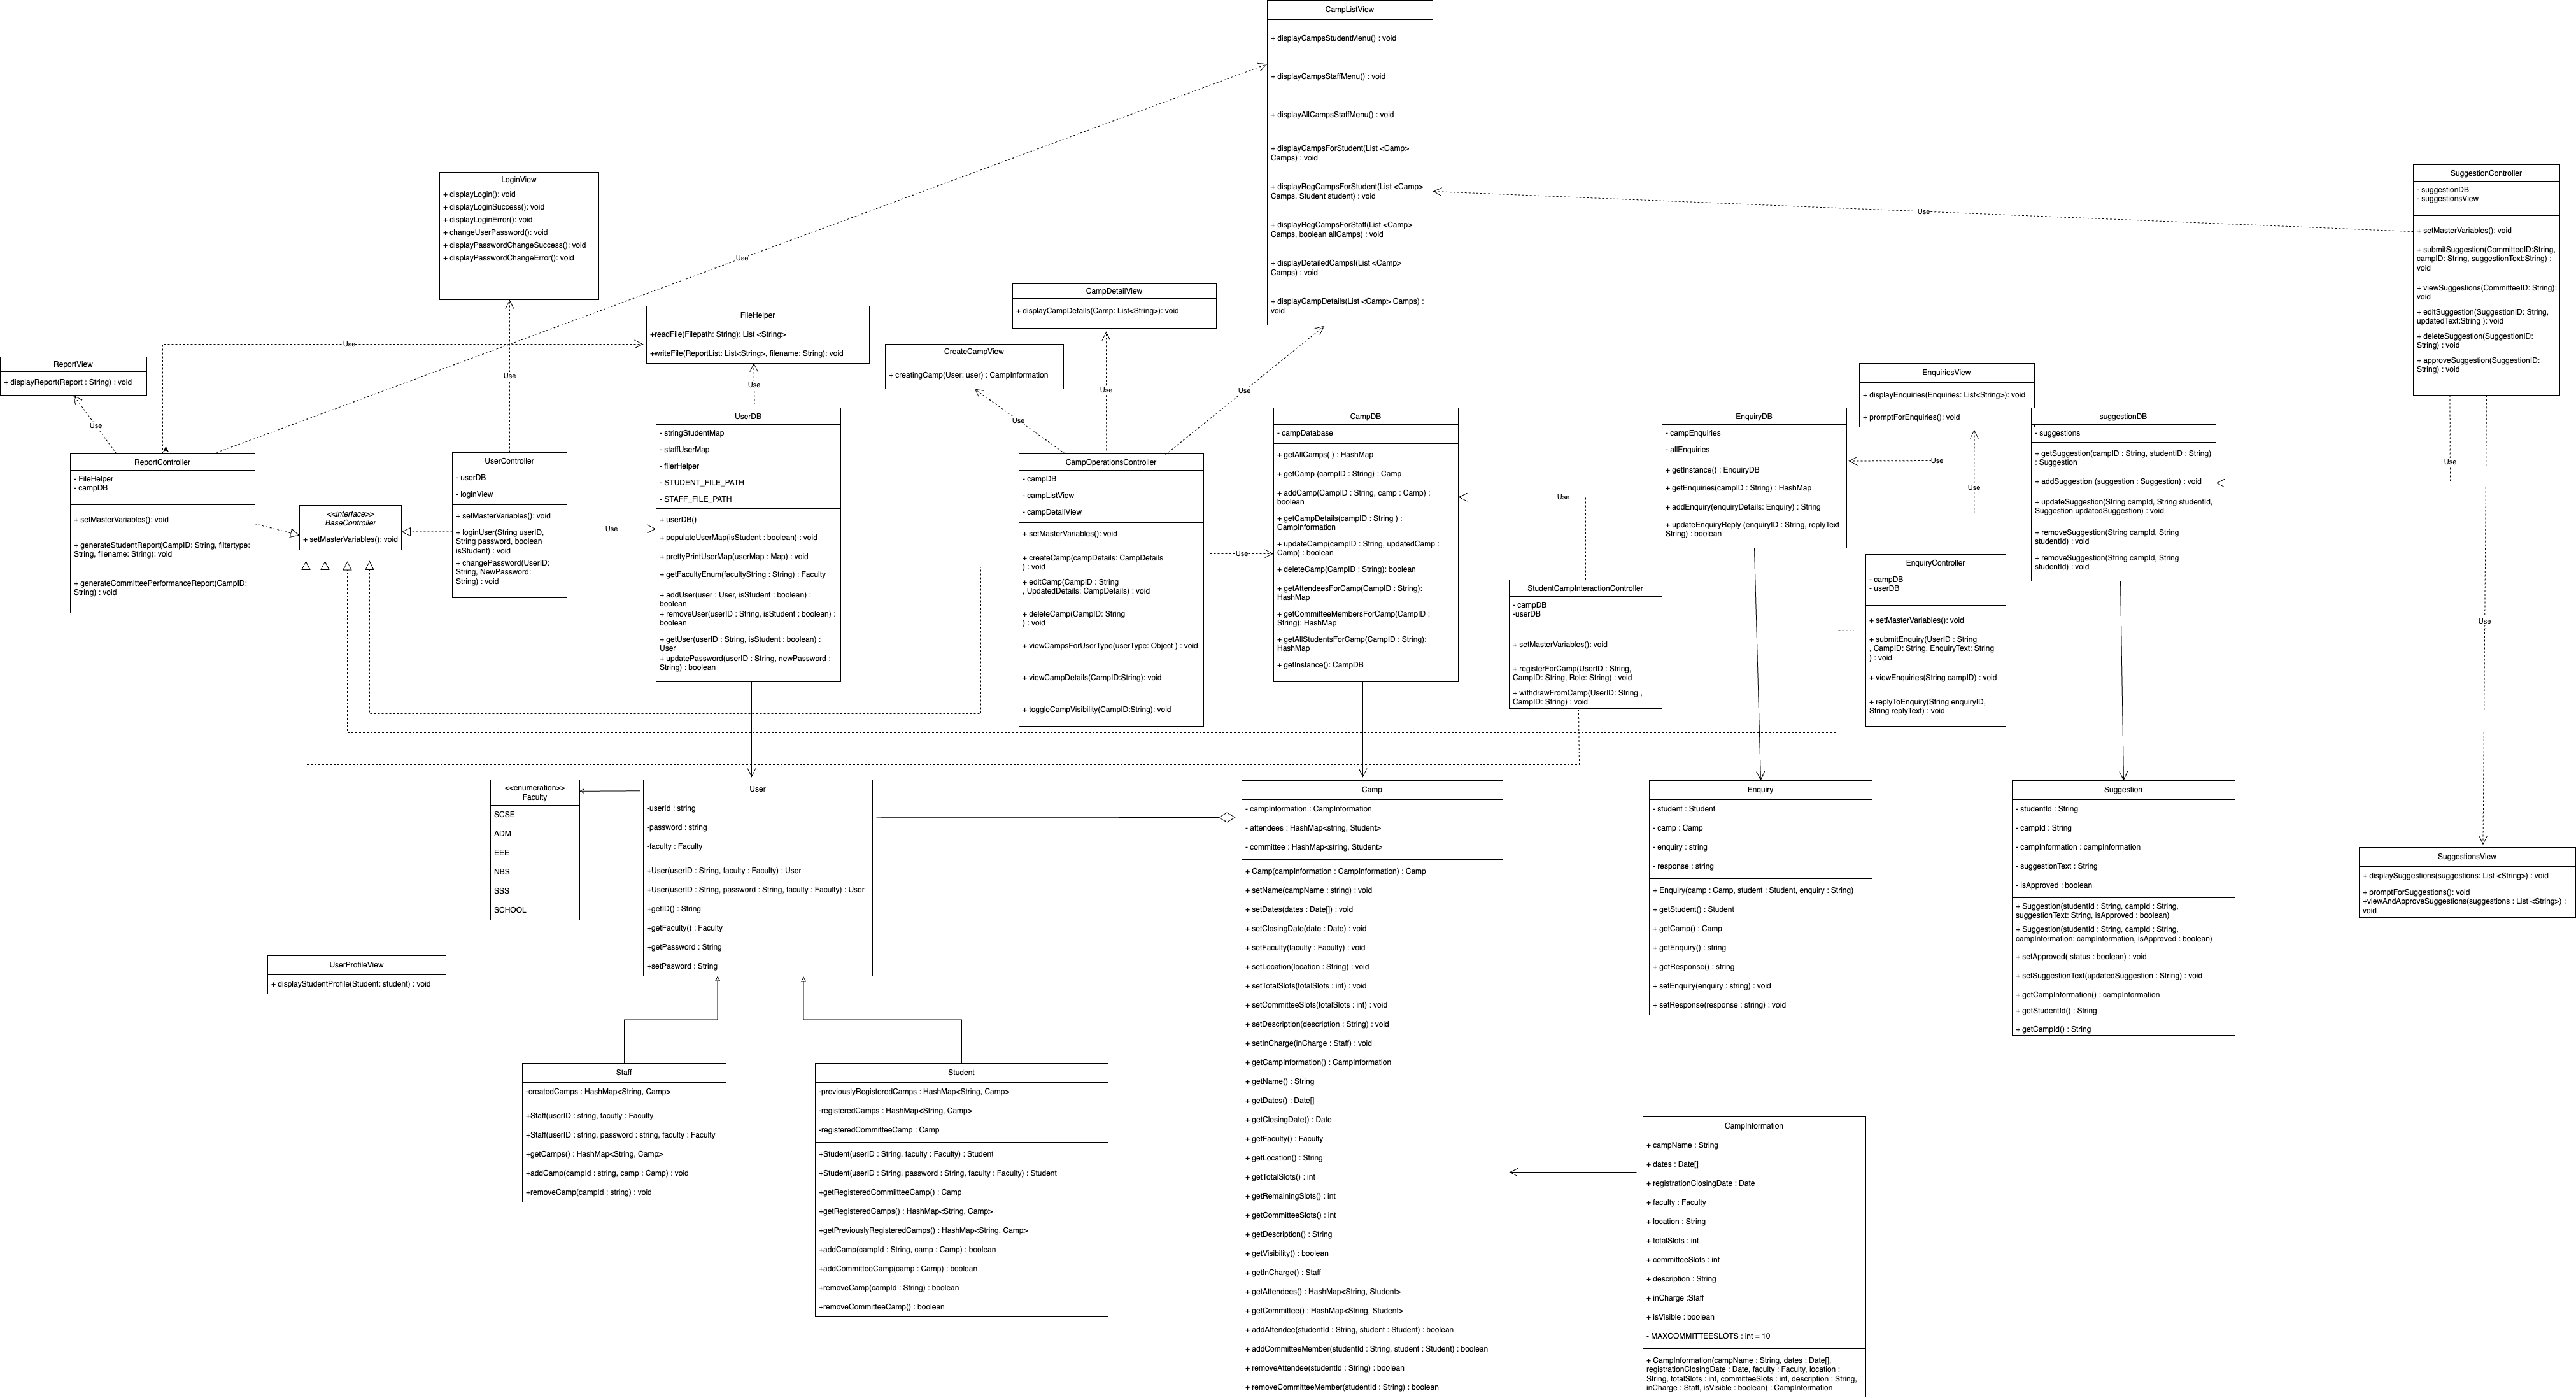 CampListView
+ displayCampsStudentMenu() : void
+ displayCampsStaffMenu() : void
+ displayAllCampsStaffMenu() : void
+ displayCampsForStudent(List <Camp>
Camps) : void
+ displayRegCampsForStudent(List <Camp>
Camps, Student student) : void
+ displayRegCampsForStaff(List <Camp>
Camps, boolean allCamps) : void
+ displayDetailedCampsf(List <Camp>
Camps) : void
+ displayCampDetails(List <Camp> Camps) :
void
SuggestionController
- suggestionDB
- suggestionsView
+ setMasterVariables(): void
+ submitSuggestion(CommitteeID:String,
campID: String, suggestionText:String) :
void
+ viewSuggestions(CommitteeID: String):
void
+ editSuggestion(SuggestionID: String,
updatedText:String ): void
+ deleteSuggestion(SuggestionID:
String) : void
+ approveSuggestion(SuggestionID:
String) : void
LoginView
+ displayLogin(): void
+ displayLoginSuccess(): void
+ displayLoginError(): void
+ changeUserPassword(): void
+ displayPasswordChangeSuccess(): void
+ displayPasswordChangeError(): void
Use
Use
CampDetailView
+ displayCampDetails(Camp: List<String>): void
FileHelper
+readFile(Filepath: String): List <String>
+writeFile(ReportList: List<String>, filename: String): void
Use
CreateCampView
+ creatingCamp(User: user) : CampInformation
ReportView
+ displayReport(Report : String) : void
EnquiriesView
+ displayEnquiries(Enquiries: List<String>): void
+ promptForEnquiries(): void
Use
Use
Use
Use
Use
Use
UserDB
- stringStudentMap
- staffUserMap
- filerHelper
- STUDENT_FILE_PATH
- STAFF_FILE_PATH
+ userDB()
+ populateUserMap(isStudent : boolean) : void
+ prettyPrintUserMap(userMap : Map) : void
+ getFacultyEnum(facultyString : String) : Faculty
+ addUser(user : User, isStudent : boolean) :
boolean
+ removeUser(userID : String, isStudent : boolean) :
boolean
+ getUser(userID : String, isStudent : boolean) :
User
+ updatePassword(userID : String, newPassword :
String) : boolean
CampDB
- campDatabase
+ getAllCamps( ) : HashMap
+ getCamp (campID : String) : Camp
+ addCamp(CampID : String, camp : Camp) :
boolean
+ getCampDetails(campID : String ) :
CampInformation
+ updateCamp(campID : String, updatedCamp :
Camp) : boolean
+ deleteCamp(CampID : String): boolean
+ getAttendeesForCamp(CampID : String):
HashMap
+ getCommitteeMembersForCamp(CampID :
String): HashMap
+ getAllStudentsForCamp(CampID : String):
HashMap
+ getInstance(): CampDB
EnquiryDB
- campEnquiries
- allEnquiries
+ getInstance() : EnquiryDB
+ getEnquiries(campID : String) : HashMap
+ addEnquiry(enquiryDetails: Enquiry) : String
+ updateEnquiryReply (enquiryID : String, replyText
String) : boolean
suggestionDB
- suggestions
+ getSuggestion(campID : String, studentID : String)
: Suggestion
+ addSuggestion (suggestion : Suggestion) : void
+ updateSuggestion(String campId, String studentId,
Suggestion updatedSuggestion) : void
+ removeSuggestion(String campId, String
studentId) : void
+ removeSuggestion(String campId, String
studentId) : void
ReportController
- FileHelper
- campDB
+ setMasterVariables(): void
+ generateStudentReport(CampID: String, filtertype:
String, filename: String): void
+ generateCommitteePerformanceReport(CampID:
String) : void
<<interface>>
BaseController
+ setMasterVariables(): void
UserController
- userDB
- loginView
+ setMasterVariables(): void
+ loginUser(String userID,
String password, boolean
isStudent) : void
+ changePassword(UserID:
String, NewPassword:
String) : void
Use
CampOperationsController
- campDB
- campListView
- campDetailView
+ setMasterVariables(): void
+ createCamp(campDetails: CampDetails
) : void
+ editCamp(CampID : String
, UpdatedDetails: CampDetails) : void
+ deleteCamp(CampID: String
) : void
+ viewCampsForUserType(userType: Object ) : void
+ viewCampDetails(CampID:String): void
+ toggleCampVisibility(CampID:String): void
Use
Use
Use
Use
Use
StudentCampInteractionController
- campDB
-userDB
+ setMasterVariables(): void
+ registerForCamp(UserID : String,
CampID: String, Role: String): void
+ withdrawFromCamp(UserID: String ,
CampID: String) : void
EnquiryController
- campDB
- userDB
+ setMasterVariables(): void
+ submitEnquiry(UserID : String
, CampID: String, EnquiryText: String
) : void
+ viewEnquiries(String campID) : void
+ replyToEnquiry(String enquiryID,
String replyText) : void
Use
<<enumeration>>
Faculty
SCSE
ADM
EEE
NBS
SSS
SCHOOL
User
-userId : string
-password : string
-faculty : Faculty
+User(userID : String, faculty : Faculty) : User
+User(userID : String, password : String, faculty : Faculty) : User
+getID() : String
+getFaculty() : Faculty
+getPassword : String
+setPasword : String
Camp
- campInformation : CampInformation
- attendees : HashMap<string, Student>
- committee : HashMap<string, Student>
+ Camp(campInformation : CampInformation) : Camp
+ setName(campName : string) : void
+ setDates(dates : Date[]) : void
+ setClosingDate(date : Date) : void
+ setFaculty(faculty : Faculty) : void
+ setLocation(location : String) : void
+ setTotalSlots(totalSlots : int) : void
+ setCommitteeSlots(totalSlots : int) : void
+ setDescription(description : String) : void
+ setInCharge(inCharge : Staff) : void
+ getCampInformation() : CampInformation
+ getName() : String
+ getDates() : Date[]
+ getClosingDate() : Date
+ getFaculty() : Faculty
+ getLocation() : String
+ getTotalSlots() : int
+ getRemainingSlots() : int
+ getCommitteeSlots() : int
+ getDescription() : String
+ getVisibility() : boolean
+ getInCharge() : Staff
+ getAttendees() : HashMap<String, Student>
+ getCommittee() : HashMap<String, Student>
+ addAttendee(studentId : String, student : Student) : boolean
+ addCommitteeMember(studentId : String, student : Student) : boolean
+ removeAttendee(studentId : String) : boolean
+ removeCommitteeMember(studentId : String) : boolean
Enquiry
- student : Student
- camp : Camp
- enquiry : string
- response : string
+ Enquiry(camp : Camp, student : Student, enquiry : String)
+ getStudent() : Student
+ getCamp() : Camp
+ getEnquiry() : string
+ getResponse() : string
+ setEnquiry(enquiry : string) : void
+ setResponse(response : string) : void
Suggestion
- studentId : String
- campId : String
- campInformation : campInformation
- suggestionText : String
- isApproved : boolean
+ Suggestion(studentId : String, campId : String,
suggestionText: String, isApproved : boolean)
+ Suggestion(studentId : String, campId : String,
campInformation: campInformation, isApproved : boolean)
+ setApproved( status : boolean) : void
+ setSuggestionText(updatedSuggestion : String) : void
+ getCampInformation() : campInformation
+ getStudentId() : String
+ getCampId() : String
SuggestionsView
+ displaySuggestions(suggestions: List <String>) : void
+ promptForSuggestions(): void
+viewAndApproveSuggestions(suggestions : List <String>) :
void
UserProfileView
+ displayStudentProfile(Student: student) : void
Staff
-createdCamps : HashMap<String, Camp>
+Staff(userID : string, facutly : Faculty
+Staff(userID : string, password : string, faculty : Faculty
+getCamps() : HashMap<String, Camp>
+addCamp(campId : string, camp : Camp) : void
+removeCamp(campId : string) : void
Student
-previouslyRegisteredCamps : HashMap<String, Camp>
-registeredCamps : HashMap<String, Camp>
-registeredCommitteeCamp : Camp
+Student(userID : String, faculty : Faculty) : Student
+Student(userID : String, password : String, faculty : Faculty) : Student
+getRegisteredCommiitteeCamp() : Camp
+getRegisteredCamps() : HashMap<String, Camp>
+getPreviouslyRegisteredCamps() : HashMap<String, Camp>
+addCamp(campId : String, camp : Camp) : boolean
+addCommitteeCamp(camp : Camp) : boolean
+removeCamp(campId : String) : boolean
+removeCommitteeCamp() : boolean
CampInformation
+ campName : String
+ dates : Date[]
+ registrationClosingDate : Date
+ faculty : Faculty
+ location : String
+ totalSlots : int
+ committeeSlots : int
+ description : String
+ inCharge :Staff
+ isVisible : boolean
- MAXCOMMITTEESLOTS : int = 10
+ CampInformation(campName : String, dates : Date[],
registrationClosingDate : Date, faculty : Faculty, location :
String, totalSlots : int, committeeSlots : int, description : String,
inCharge : Staff, isVisible : boolean) : CampInformation